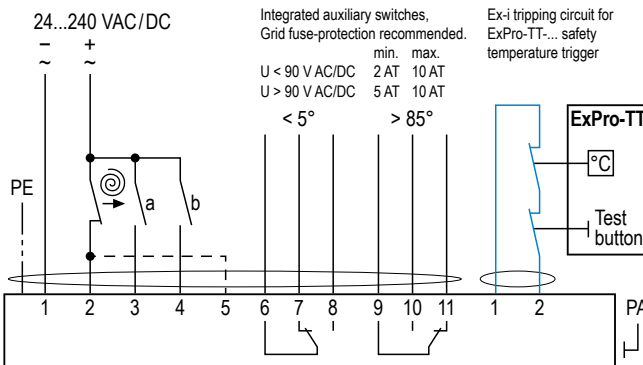 24...240 VAC/DC
– +
~ ~
Integrated auxiliary switches,
Grid fuse-protection recommended.
min. max.
U < 90 V AC/DC 2 AT 10 AT
U > 90 V AC/DC 5 AT 10 AT
< 5° > 85°
Ex-i tripping circuit for
ExPro-TT-... safety
temperature trigger
ExPro-TT
°C
Test
button
PE
a
b
1 2 3 4 5 6 7 8 9 10 11 1 2
PA